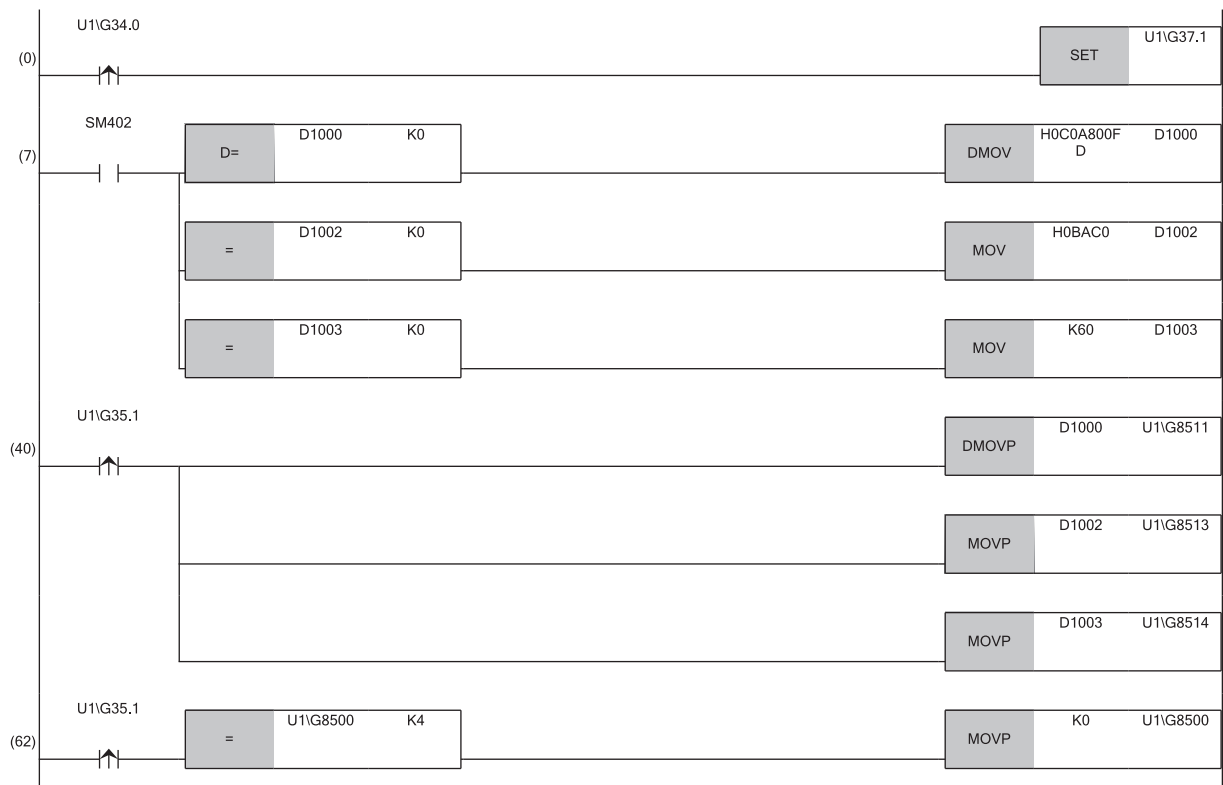 U1\G34.0
(0)
SET U1\G37.1
SM402
(7)
D= D1000 K0
DMOV H0C0A800F
D D1000
= D1002 K0
MOV H0BAC0 D1002
= D1003 K0
MOV K60 D1003
U1\G35.1
(40)
DMOVP D1000 U1\G8511
MOVP D1002 U1\G8513
MOVP D1003 U1\G8514
U1\G35.1
(62)
= U1\G8500 K4
MOVP K0 U1\G8500